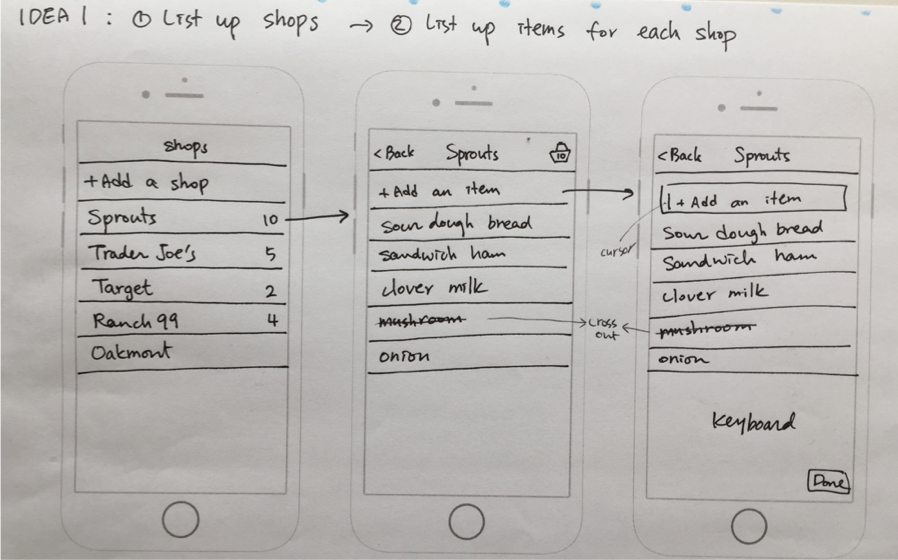 IDEA 1 : ① List up shops → ② List up items for each shop
shops
+Add a shop
Sprouts 10
Trader Joe's 5
Target 2
Ranch 99 4
Oakmont
<Back Sprouts 10
+ Add an item
sour dough bread
sandwich ham
clover milk
mushroom
onion
cross out
<Back Sprouts
+ Add an item
cursor
Sour dough bread
Sandwich ham
clover milk
mushroom
onion
keyboard
Done